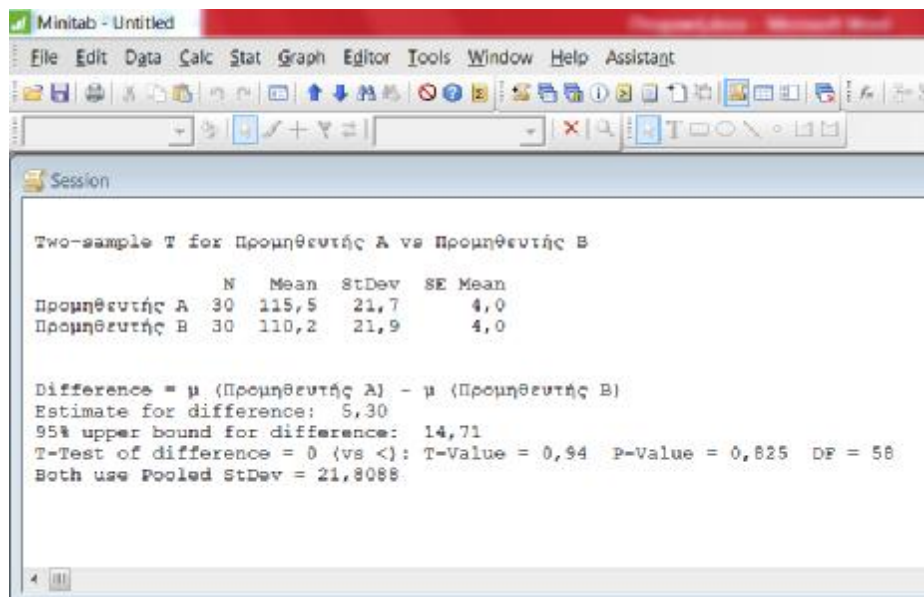 Minitab - Untitled
File Edit Data Calc Stat Graph Editor Tools Window Help Assistant
Session
Two-sample T for Προμηθευτής A vs Προμηθευτής B
N Mean StDev SE Mean
Προμηθευτής A 30 115,5 21,7 4,0
Προμηθευτής B 30 110,2 21,9 4,0
Difference = μ (Προμηθευτής A) - μ (Προμηθευτής B)
Estimate for difference: 5,30
95% upper bound for difference: 14,71
T-Test of difference = 0 (vs <): T-Value = 0,94 P-Value = 0,825 DF = 58
Both use Pooled StDev = 21,8088